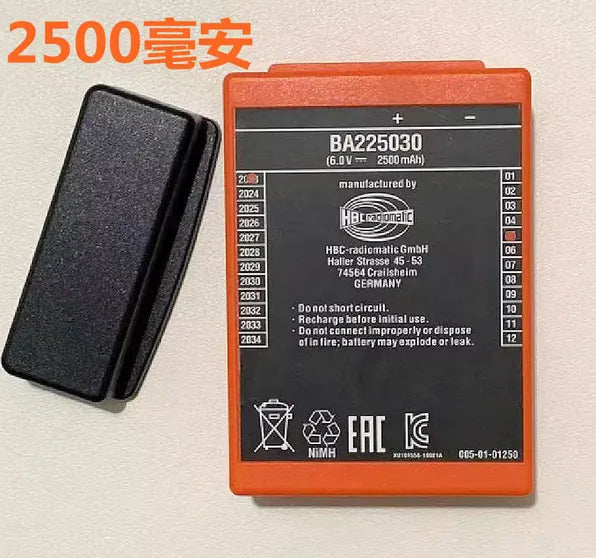 2500毫安
+ −
BA225030
(6.0V ⎓ 2500 mAh)
manufactured by
HBC-radiomatic
HBC-radiomatic GmbH
Haller Strasse 45 - 53
74564 Crailsheim
GERMANY
2024
2025
2026
2027
2028
2029
2030
2031
2032
2033
2034
01
02
03
04
06
07
08
09
10
11
12
· Do not short circuit.
· Recharge before initial use.
· Do not connect improperly or dispose
of in fire; battery may explode or leak.
NiMH
EAC
005-01-01250